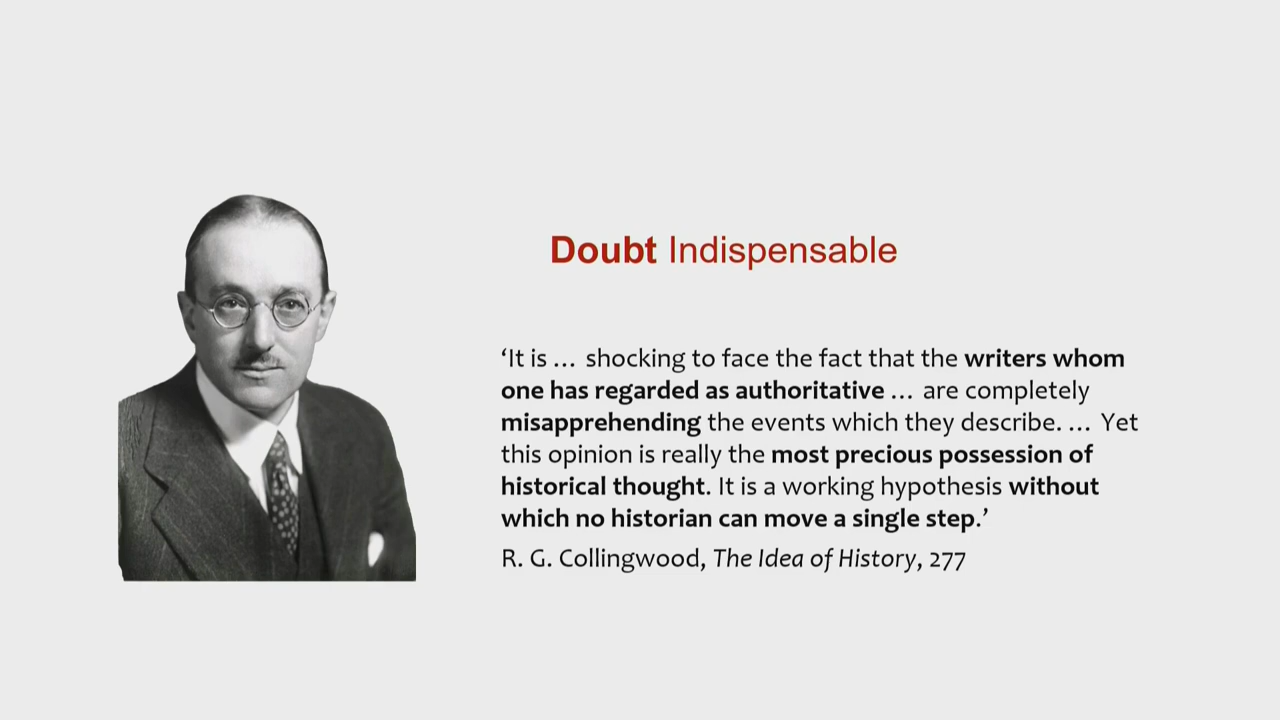 Doubt Indispensable
‘It is … shocking to face the fact that the writers whom
one has regarded as authoritative … are completely
misapprehending the events which they describe. … Yet
this opinion is really the most precious possession of
historical thought. It is a working hypothesis without
which no historian can move a single step.’
R. G. Collingwood, The Idea of History, 277